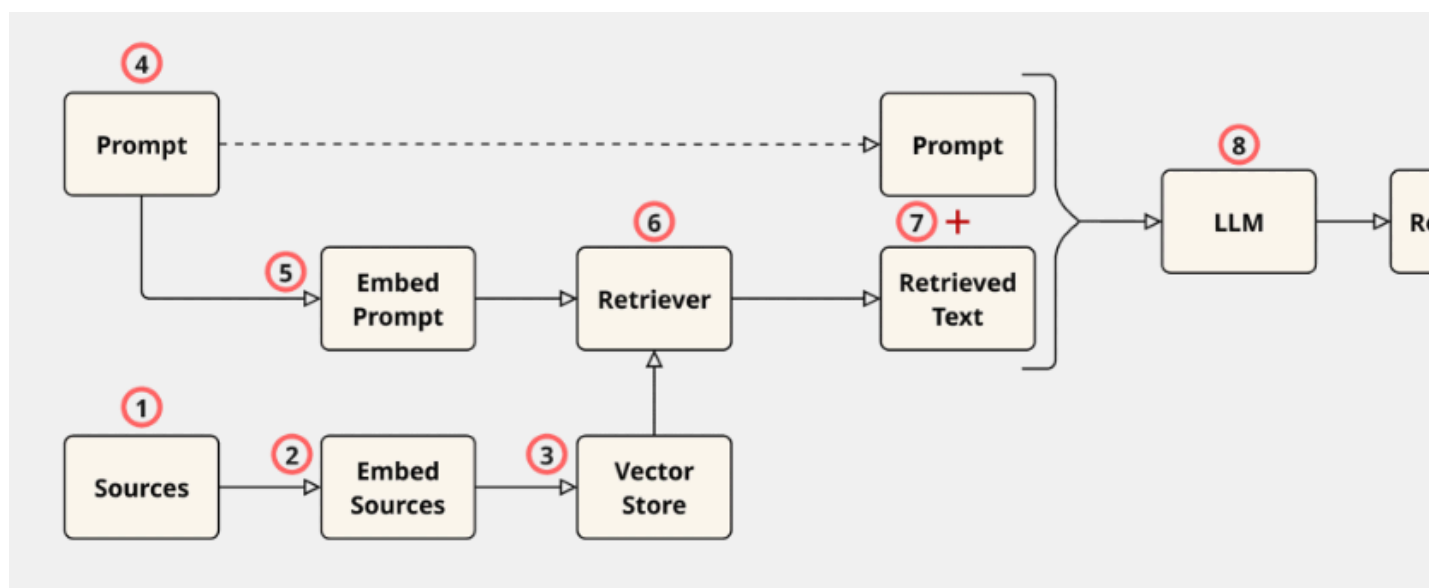 4
Prompt
Prompt
8
LLM
Re
5
Embed
Prompt
6
Retriever
7 +
Retrieved
Text
1
Sources
2
Embed
Sources
3
Vector
Store